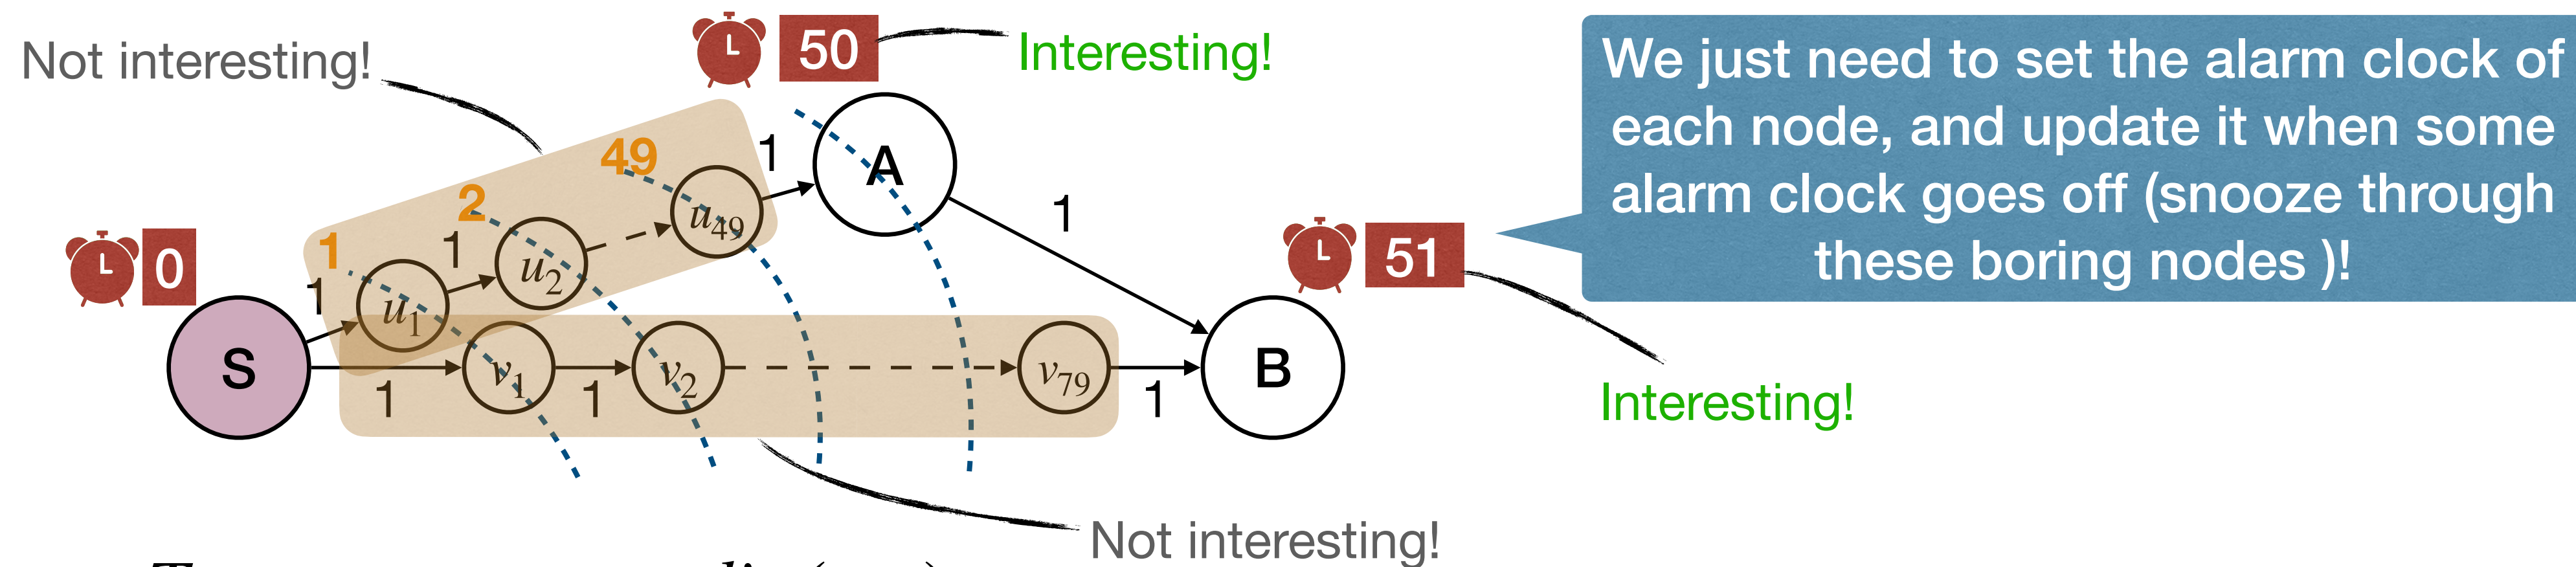 Not interesting!
50
Interesting!
We just need to set the alarm clock of
each node, and update it when some
alarm clock goes off (snooze through
these boring nodes )!
49
1
A
2
u₄₉
1
1
1
u₂
0
51
1
u₁
S
v₁
v₂
v₇₉
B
1
1
1
Interesting!
Not interesting!